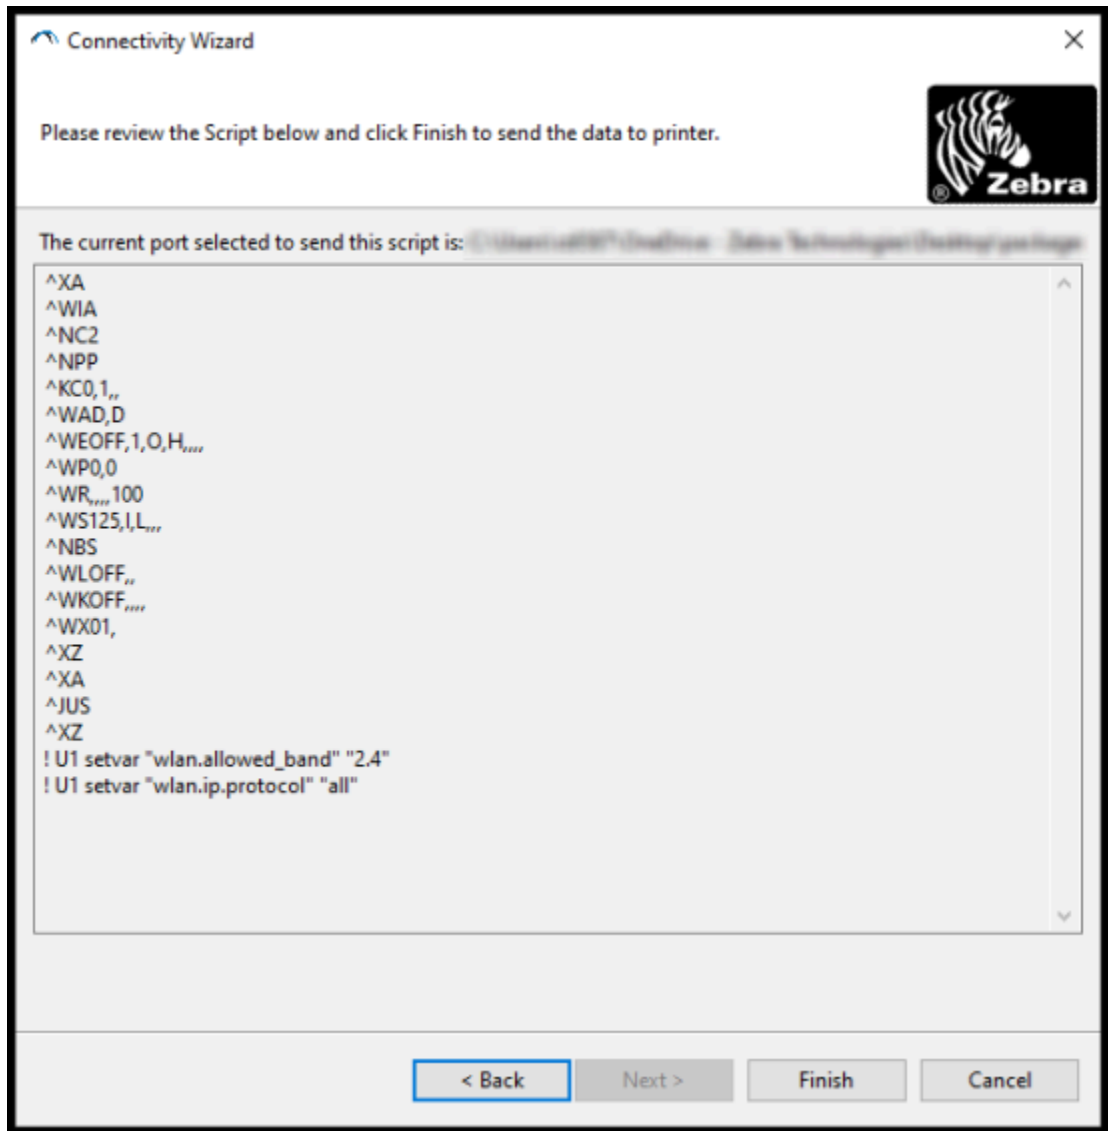 Connectivity Wizard
Please review the Script below and click Finish to send the data to printer.
® Zebra
The current port selected to send this script is:
^XA
^WIA
^NC2
^NPP
^KC0,1,,
^WAD,D
^WEOFF,1,O,H,,,,
^WP0,0
^WR,,,,100
^WS125,I,L,,,
^NBS
^WLOFF,,
^WKOFF,,,,
^WX01,
^XZ
^XA
^JUS
^XZ
! U1 setvar "wlan.allowed_band" "2.4"
! U1 setvar "wlan.ip.protocol" "all"
< Back Next > Finish Cancel